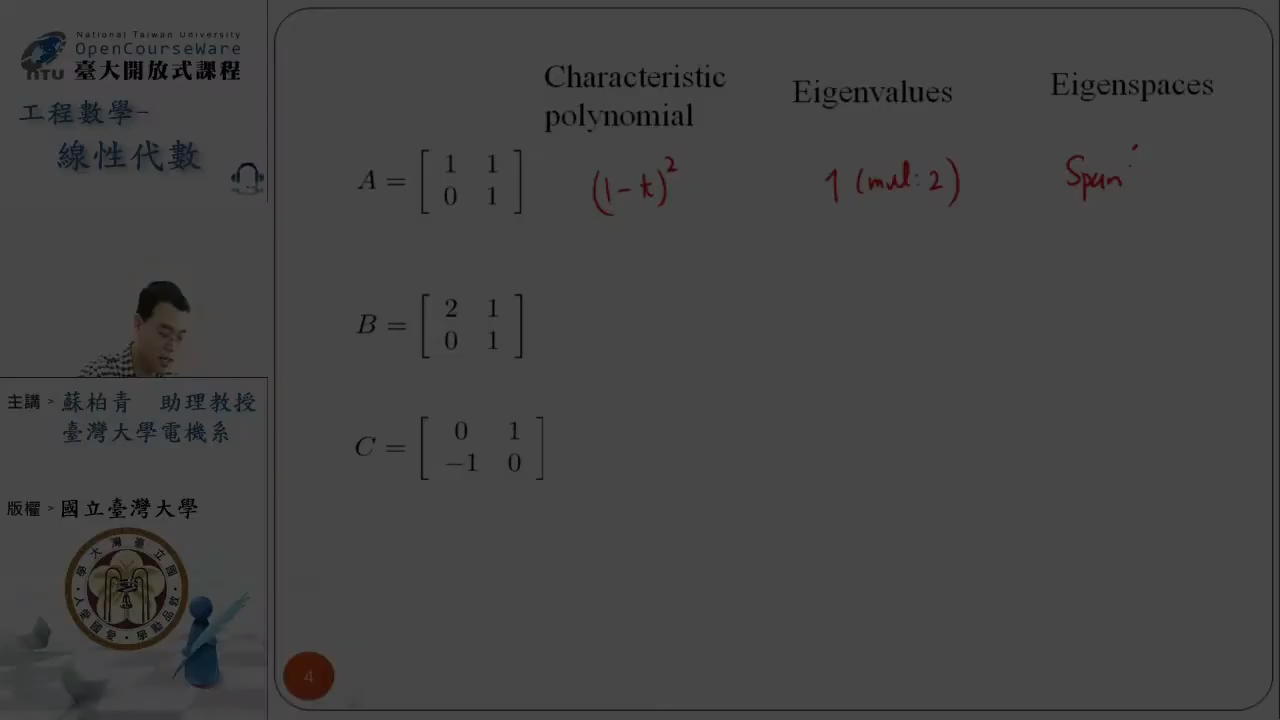 National Taiwan University
OpenCourseWare
NTU 臺大開放式課程
工程數學-
線性代數
主講 > 蘇柏青 助理教授
臺灣大學電機系
版權 > 國立臺灣大學
Characteristic polynomial
Eigenvalues
Eigenspaces
A = [ 1 1
0 1 ]
(1-t)²
1 (mul: 2)
Span
B = [ 2 1
0 1 ]
C = [ 0 1
−1 0 ]
4